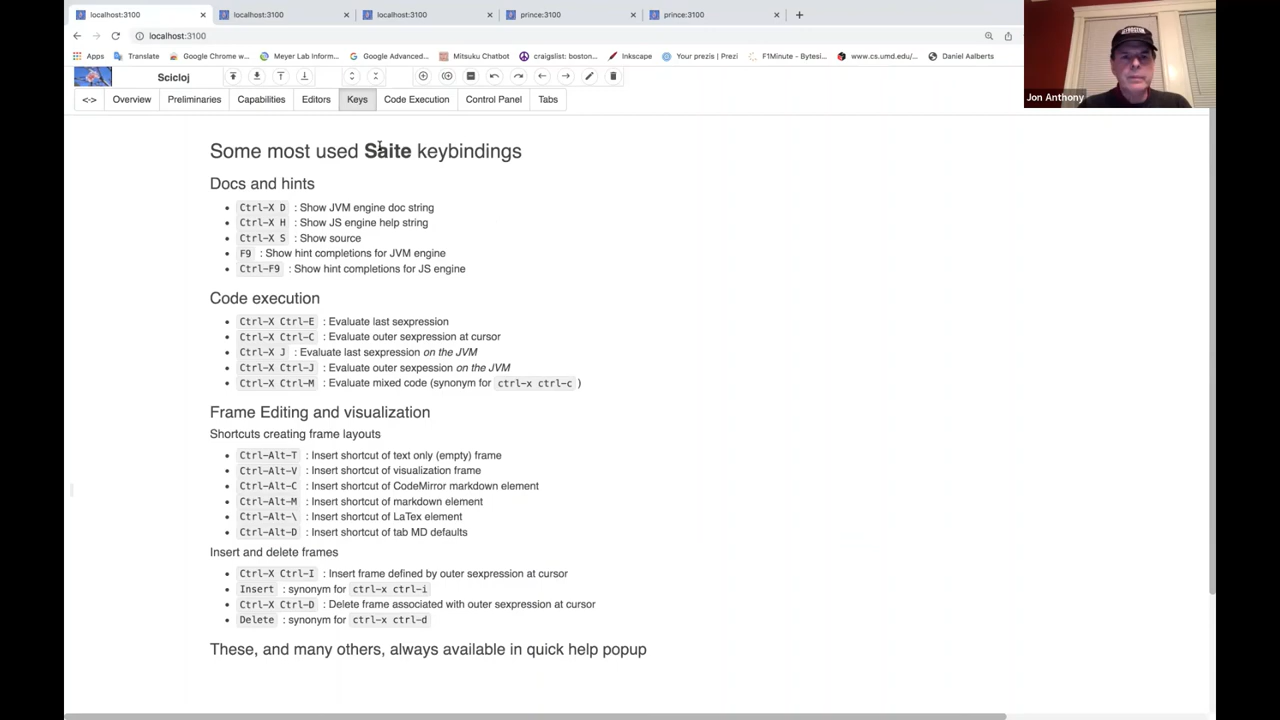 localhost:3100
localhost:3100
localhost:3100
prince:3100
prince:3100
localhost:3100
Apps
Translate
Google Chrome w...
Meyer Lab Inform...
Google Advanced...
Mitsuku Chatbot
craigslist: boston...
Inkscape
Your prezis | Prezi
F1Minute - Bytesi...
www.cs.umd.edu/...
Daniel Aalberts
Scicloj
<-> Overview Preliminaries Capabilities Editors Keys Code Execution Control Panel Tabs
Jon Anthony
Some most used Saite keybindings
Docs and hints
• Ctrl-X D : Show JVM engine doc string
• Ctrl-X H : Show JS engine help string
• Ctrl-X S : Show source
• F9 : Show hint completions for JVM engine
• Ctrl-F9 : Show hint completions for JS engine
Code execution
• Ctrl-X Ctrl-E : Evaluate last sexpression
• Ctrl-X Ctrl-C : Evaluate outer sexpression at cursor
• Ctrl-X J : Evaluate last sexpression on the JVM
• Ctrl-X Ctrl-J : Evaluate outer sexpession on the JVM
• Ctrl-X Ctrl-M : Evaluate mixed code (synonym for ctrl-x ctrl-c )
Frame Editing and visualization
Shortcuts creating frame layouts
• Ctrl-Alt-T : Insert shortcut of text only (empty) frame
• Ctrl-Alt-V : Insert shortcut of visualization frame
• Ctrl-Alt-C : Insert shortcut of CodeMirror markdown element
• Ctrl-Alt-M : Insert shortcut of markdown element
• Ctrl-Alt-\ : Insert shortcut of LaTex element
• Ctrl-Alt-D : Insert shortcut of tab MD defaults
Insert and delete frames
• Ctrl-X Ctrl-I : Insert frame defined by outer sexpression at cursor
• Insert : synonym for ctrl-x ctrl-i
• Ctrl-X Ctrl-D : Delete frame associated with outer sexpression at cursor
• Delete : synonym for ctrl-x ctrl-d
These, and many others, always available in quick help popup